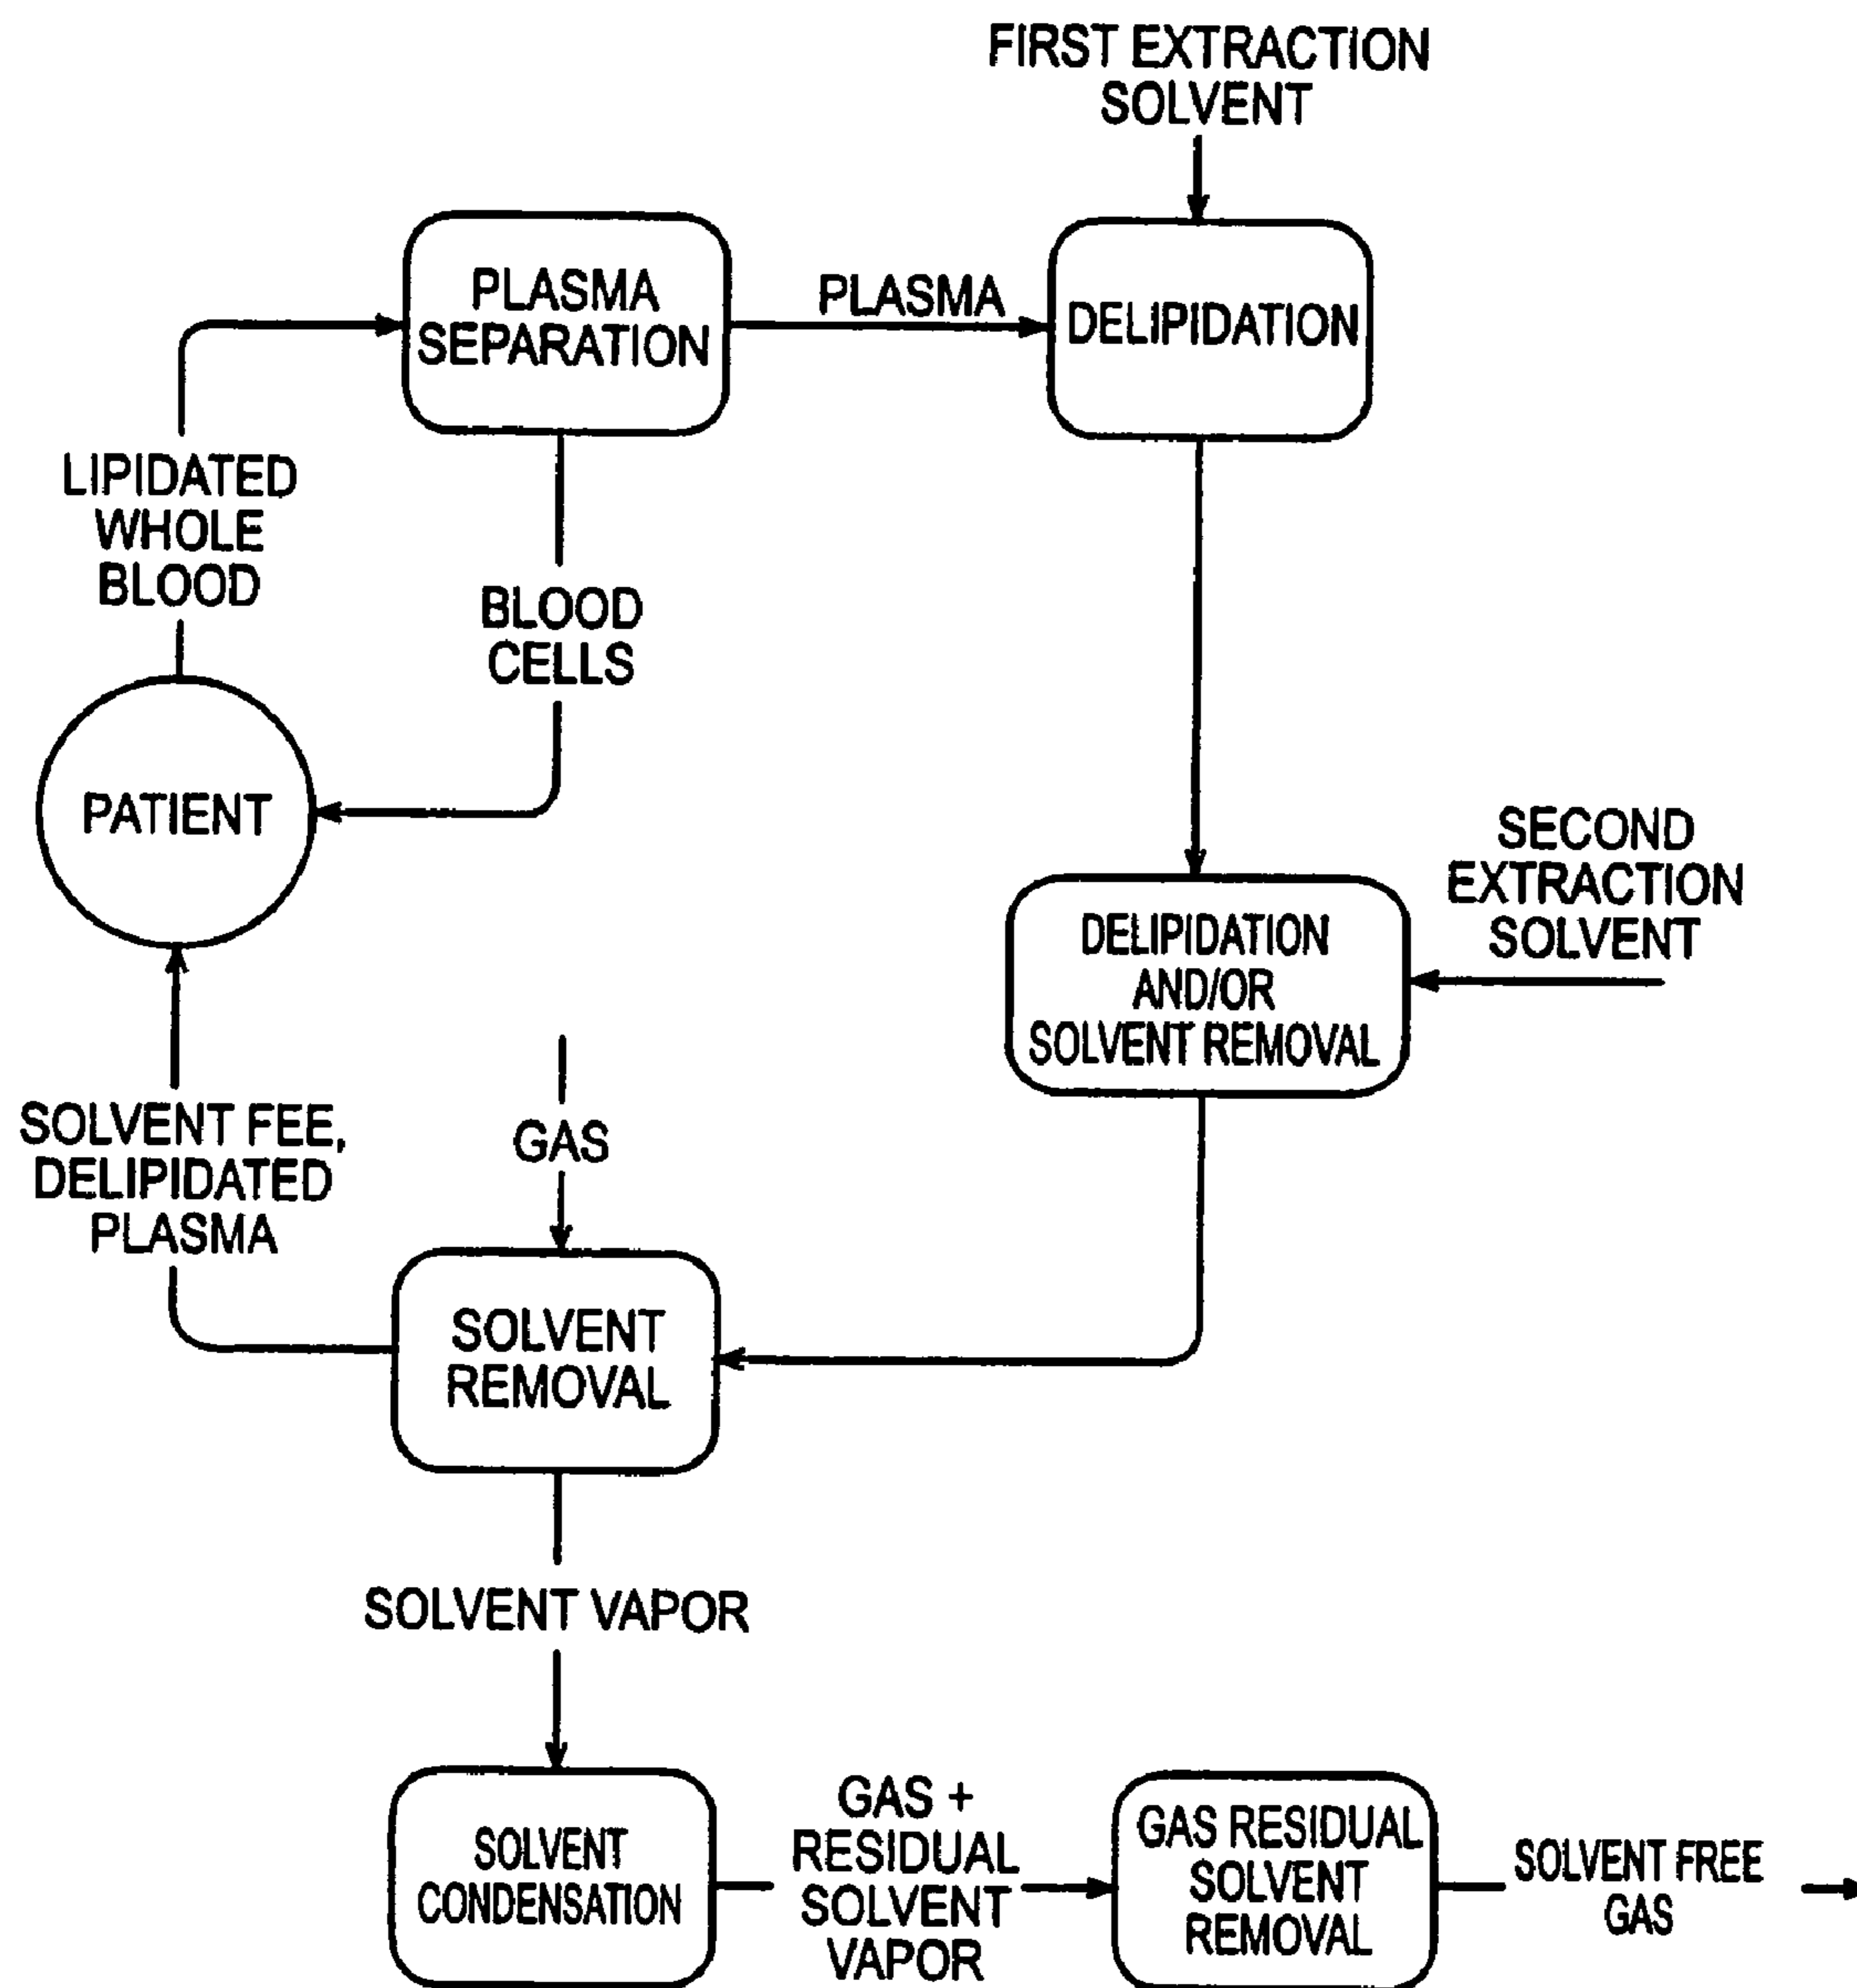 FIRST EXTRACTION
SOLVENT
PLASMA
SEPARATION
PLASMA
DELIPIDATION
LIPIDATED
WHOLE
BLOOD
BLOOD
CELLS
PATIENT
SECOND
EXTRACTION
SOLVENT
DELIPIDATION
AND/OR
SOLVENT REMOVAL
SOLVENT FEE,
DELIPIDATED
PLASMA
GAS
SOLVENT
REMOVAL
SOLVENT VAPOR
SOLVENT
CONDENSATION
GAS +
RESIDUAL
SOLVENT
VAPOR
GAS RESIDUAL
SOLVENT
REMOVAL
SOLVENT FREE
GAS